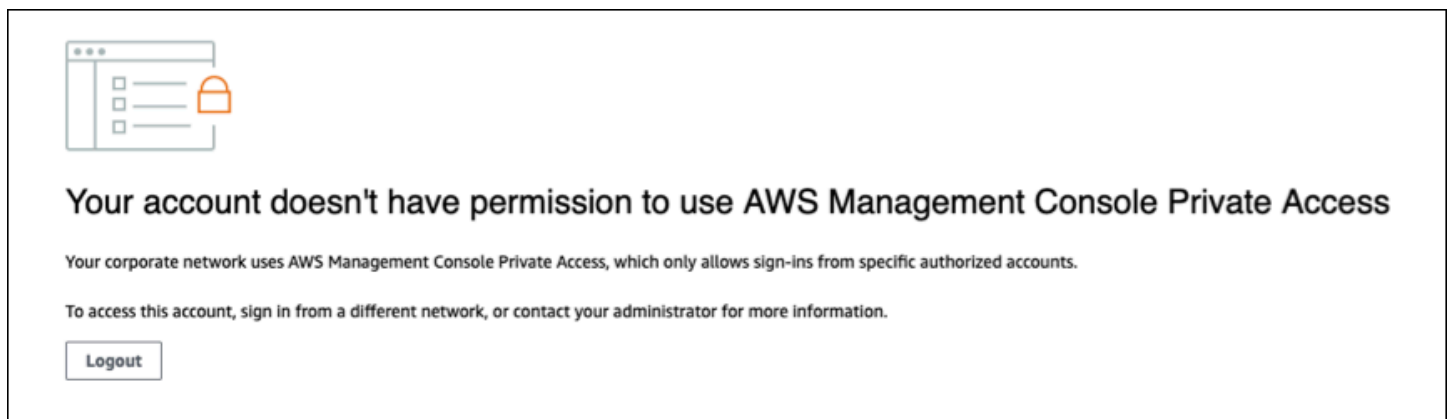 Your account doesn't have permission to use AWS Management Console Private Access
Your corporate network uses AWS Management Console Private Access, which only allows sign-ins from specific authorized accounts.
To access this account, sign in from a different network, or contact your administrator for more information.
Logout